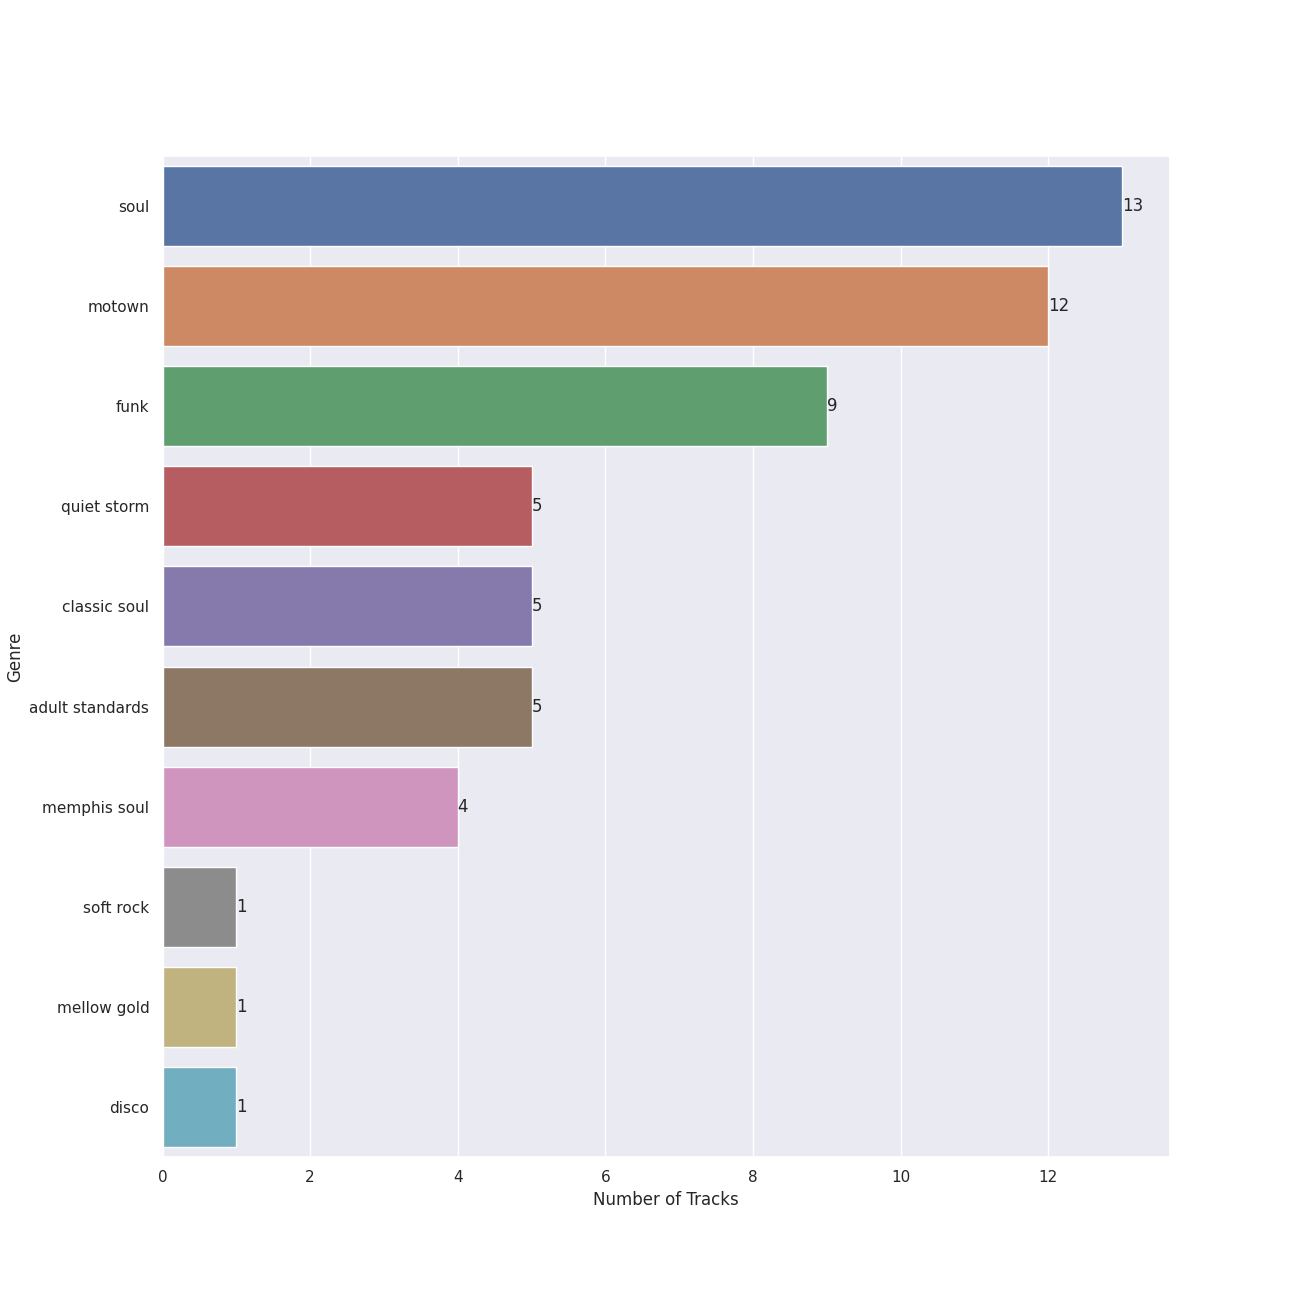 soul 13
motown 12
funk 9
quiet storm 5
classic soul 5
Genre
adult standards 5
memphis soul 4
soft rock 1
mellow gold 1
disco 1
0 2 4 6 8 10 12
Number of Tracks